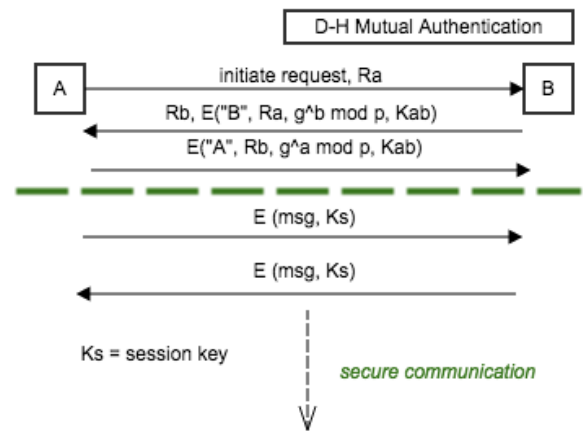 D-H Mutual Authentication
A
initiate request, Ra
B
Rb, E("B", Ra, g^b mod p, Kab)
E("A", Rb, g^a mod p, Kab)
E (msg, Ks)
E (msg, Ks)
Ks = session key
secure communication